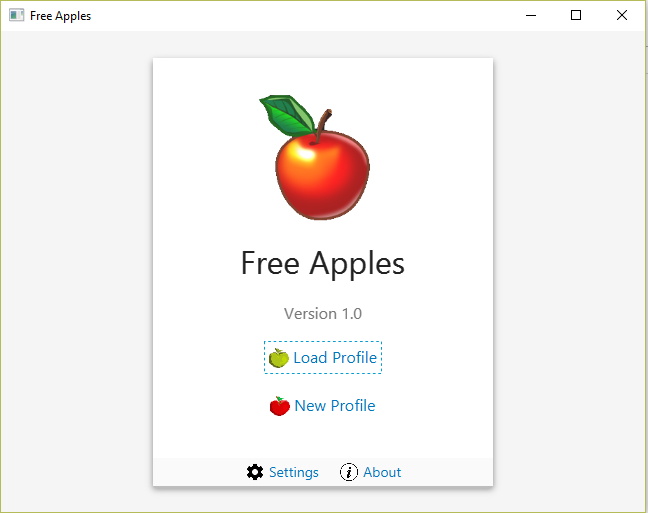 Free Apples
Free Apples
Version 1.0
Load Profile
New Profile
Settings About